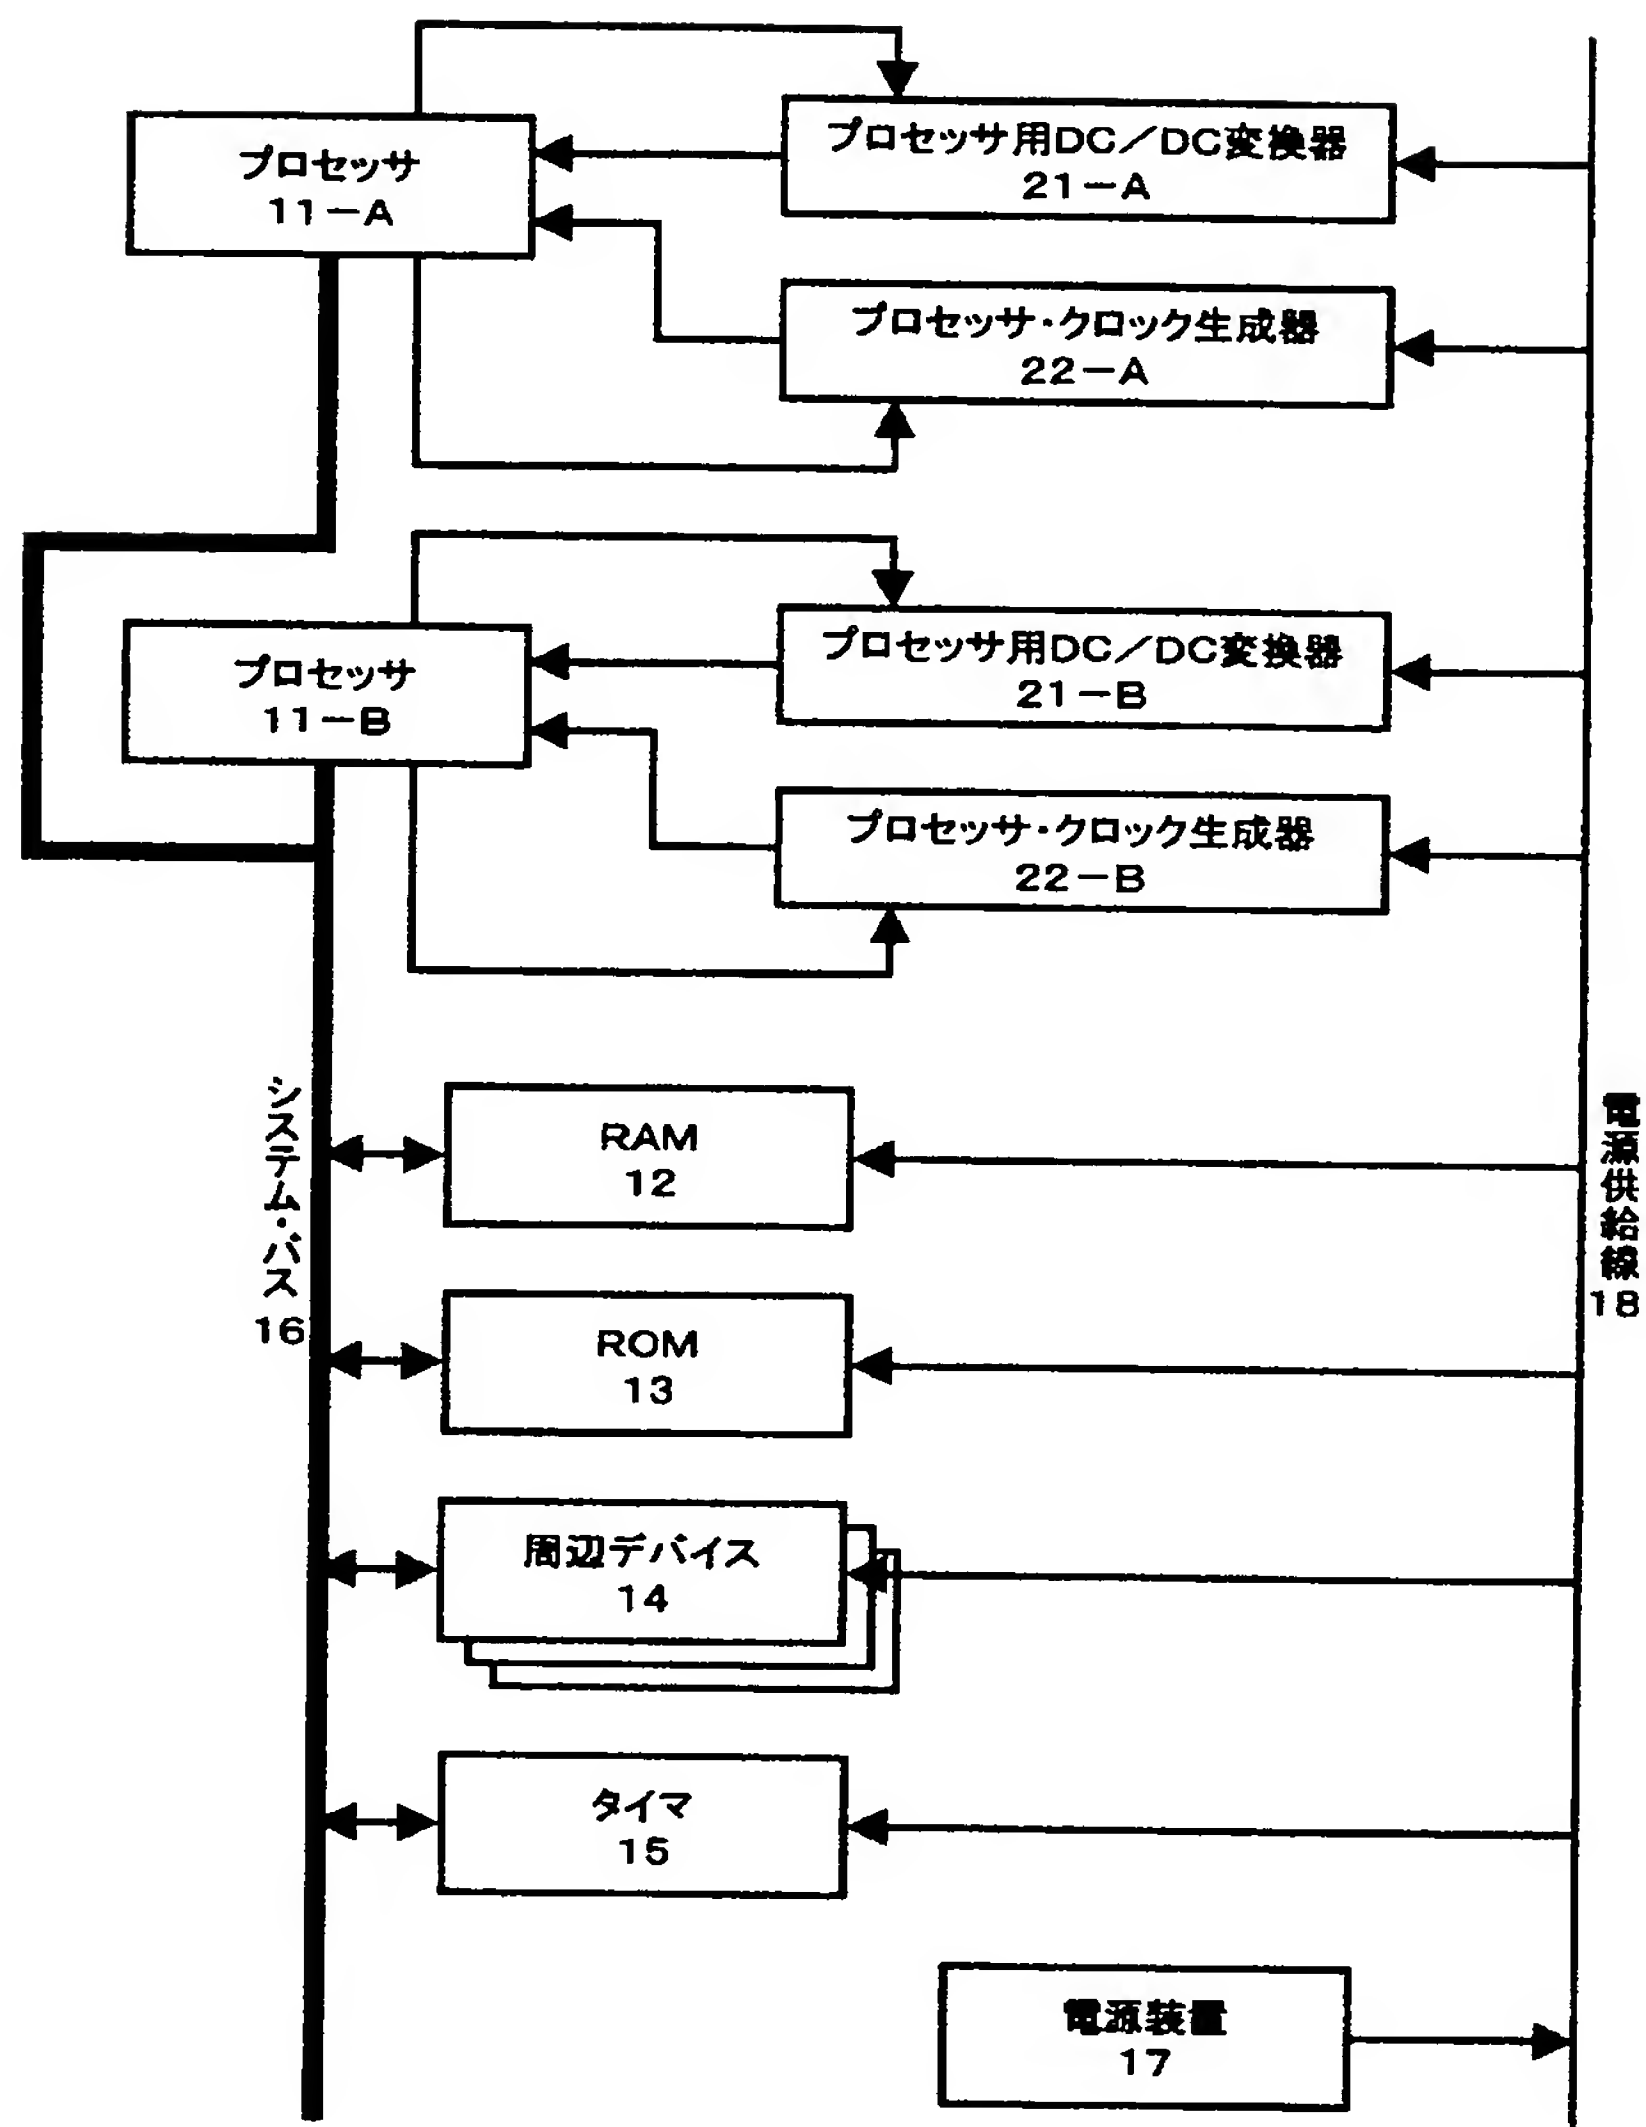 プロセッサ
11－A
プロセッサ用DC／DC変換器
21－A
プロセッサ・クロック生成器
22－A
プロセッサ
11－B
プロセッサ用DC／DC変換器
21－B
プロセッサ・クロック生成器
22－B
システム・バス
16
RAM
12
電源供給線
18
ROM
13
周辺デバイス
14
タイマ
15
電源装置
17